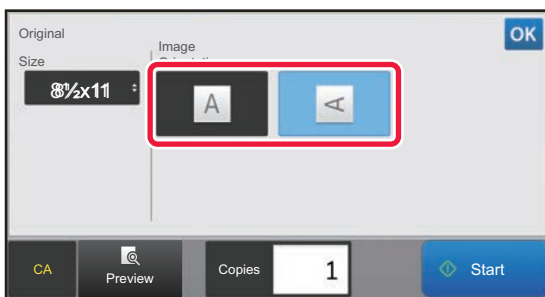 Original
Image
OK
Size
8½x11
A
A
CA
Preview
Copies
1
Start